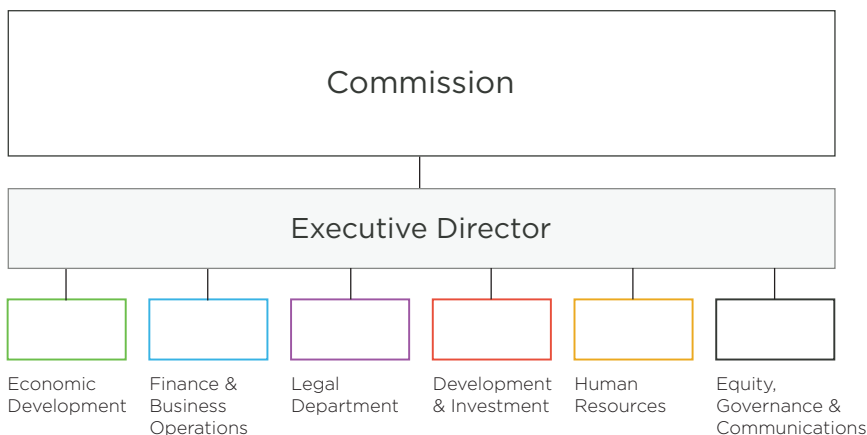 Commission
Executive Director
Economic
Development
Finance &
Business
Operations
Legal
Department
Development
& Investment
Human
Resources
Equity,
Governance &
Communications